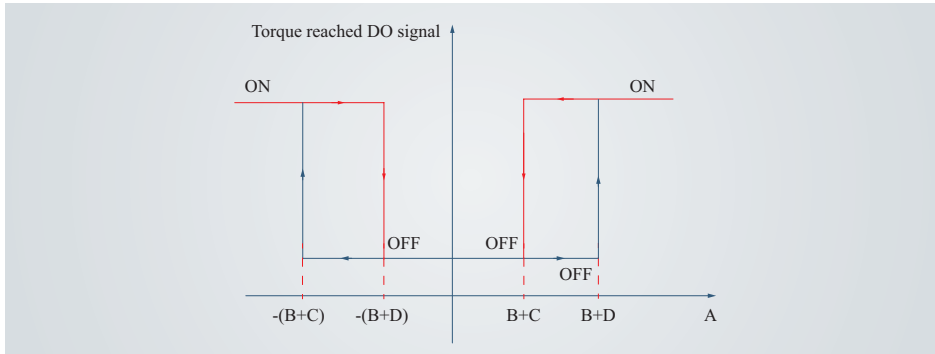 Torque reached DO signal
ON
ON
OFF
OFF
OFF
-(B+C)
-(B+D)
B+C
B+D
A